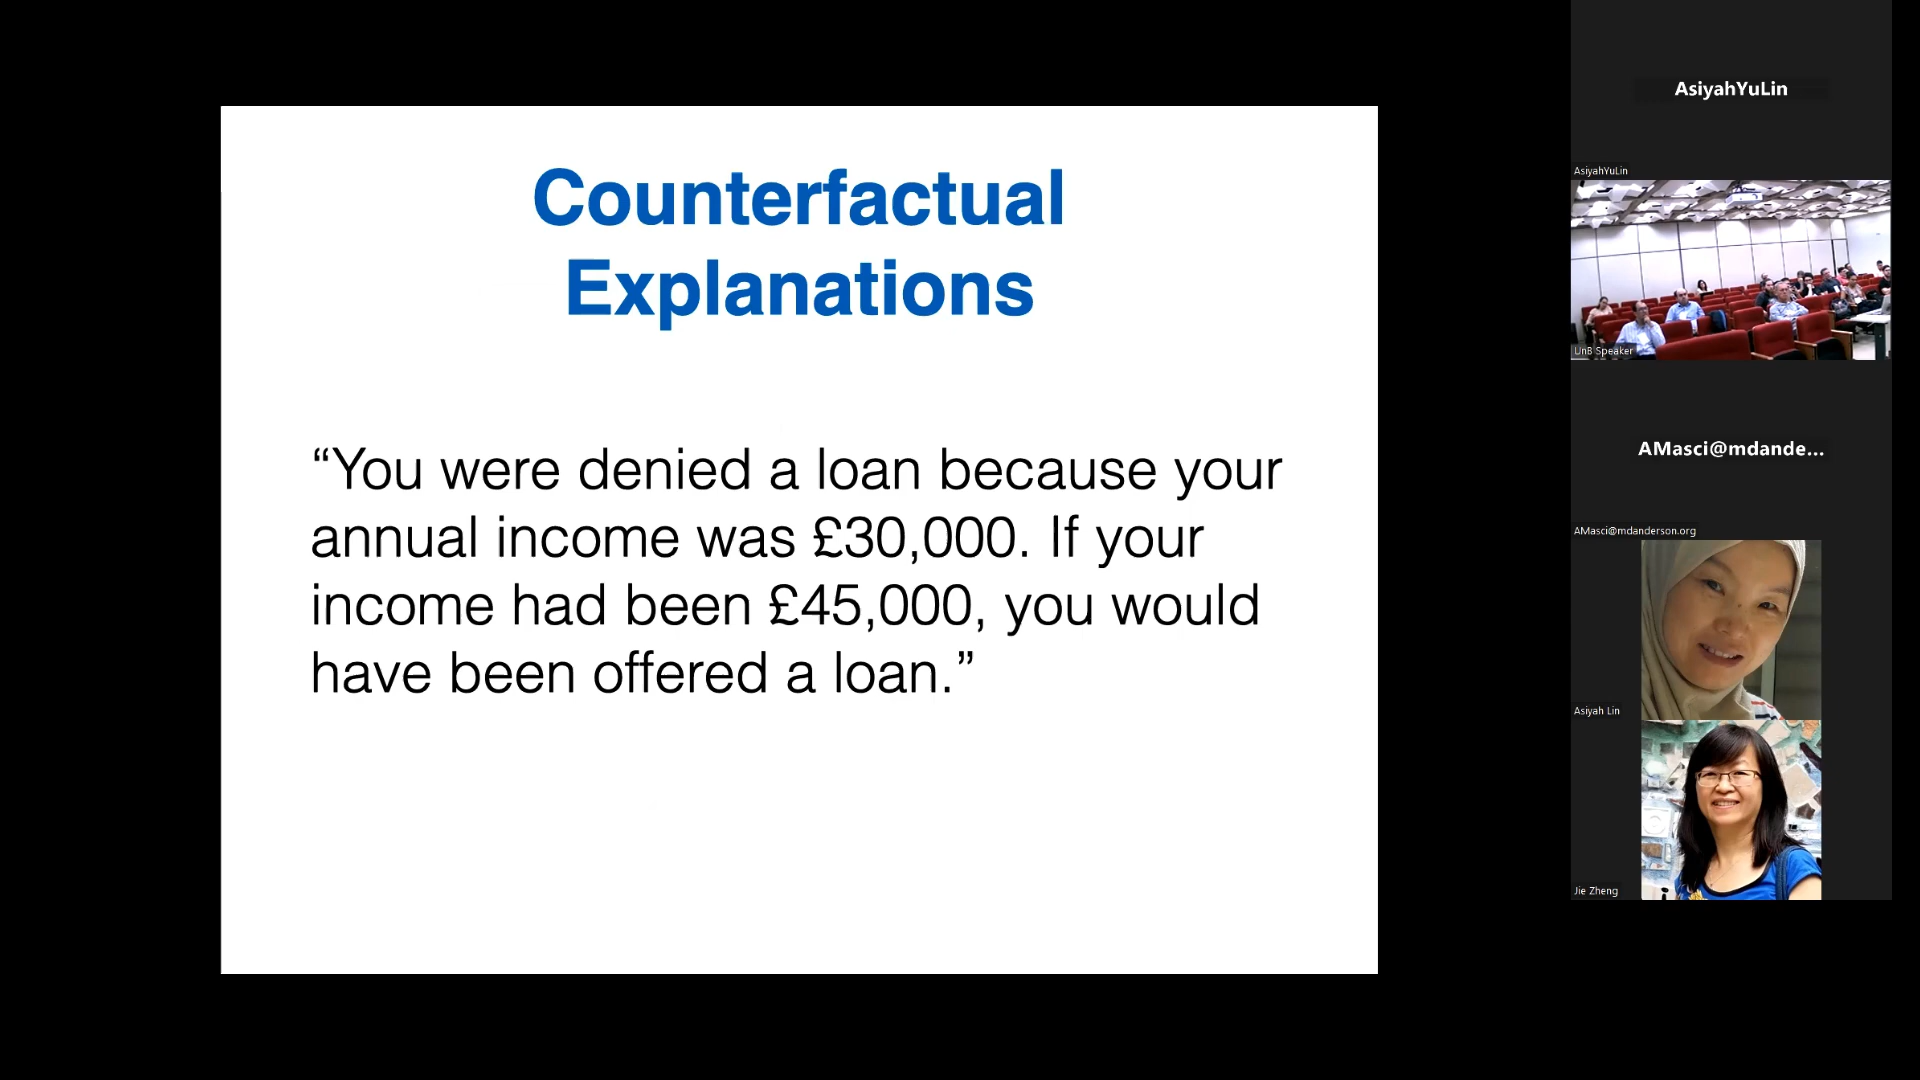 Counterfactual
Explanations
“You were denied a loan because your
annual income was £30,000. If your
income had been £45,000, you would
have been offered a loan.”
AsiyahYuLin
AsiyahYuLin
UnB Speaker
AMasci@mdande...
AMasci@mdanderson.org
Asiyah Lin
Jie Zheng